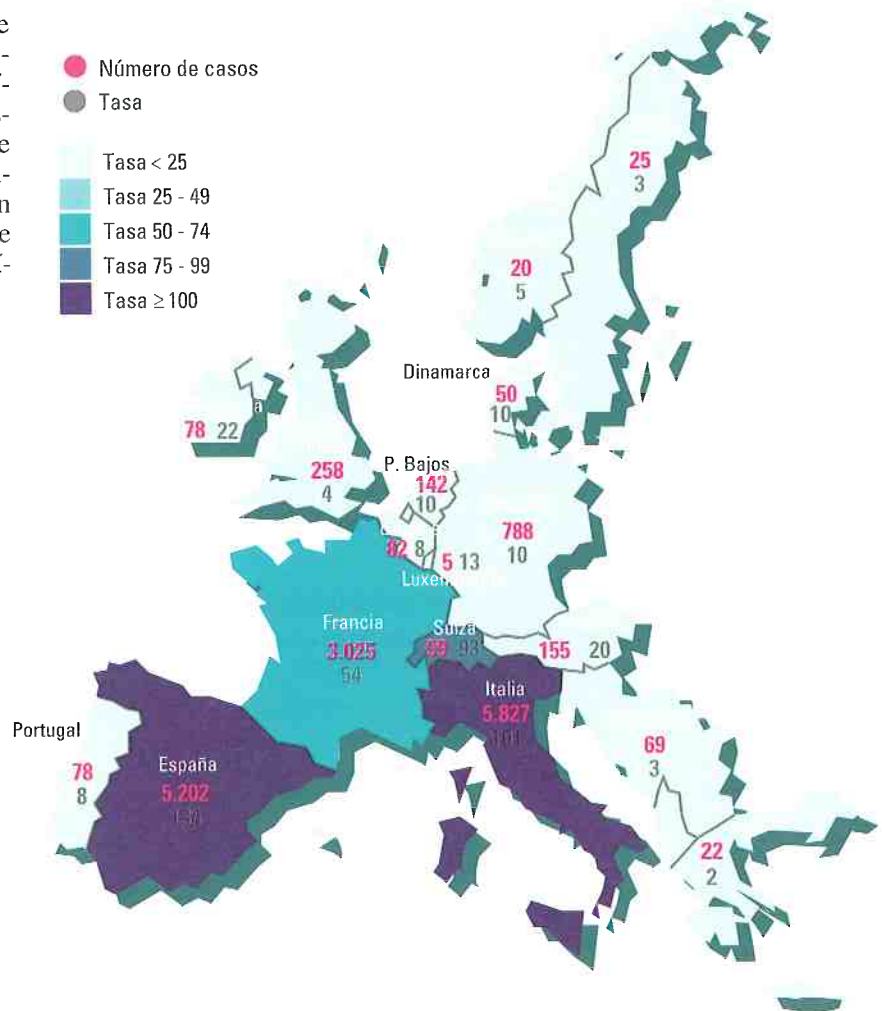 e
-
-
-
e
-
n
e
-
Número de casos
Tasa
Tasa < 25
Tasa 25 - 49
Tasa 50 - 74
Tasa 75 - 99
Tasa ≥ 100
25
3
20
5
Dinamarca
50
10
a
78 22
258
4
P. Bajos
142
10
788
10
82 8
5 13
Francia
3.025
54
Suiza
93
155 20
Italia
5.827
Portugal
78
8
España
5.202
69
3
22
2